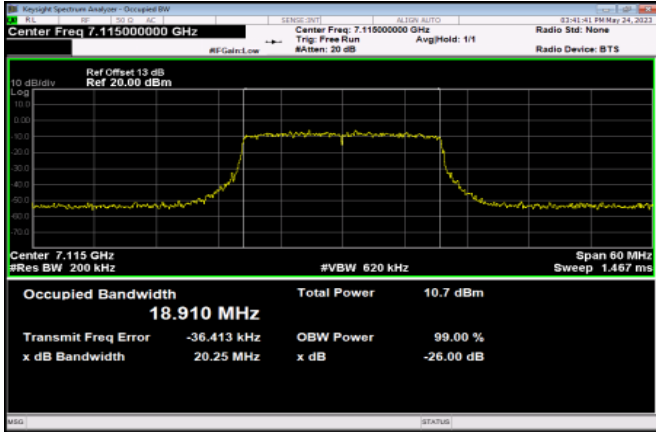 Keysight Spectrum Analyzer - Occupied BW
RL RF 50 Ω AC SENSE:INT ALIGN AUTO 03:41:41 PM May 24, 2023
Center Freq 7.115000000 GHz Center Freq: 7.115000000 GHz Radio Std: None
Trig: Free Run Avg|Hold: 1/1
#IFGain:Low #Atten: 20 dB Radio Device: BTS
Ref Offset 13 dB
10 dB/div Ref 20.00 dBm
Log
10.0
0.00
-10.0
-20.0
-30.0
-40.0
-50.0
-60.0
-70.0
Center 7.115 GHz Span 60 MHz
#Res BW 200 kHz #VBW 620 kHz Sweep 1.467 ms
Occupied Bandwidth Total Power 10.7 dBm
18.910 MHz
Transmit Freq Error -36.413 kHz OBW Power 99.00 %
x dB Bandwidth 20.25 MHz x dB -26.00 dB
MSG STATUS